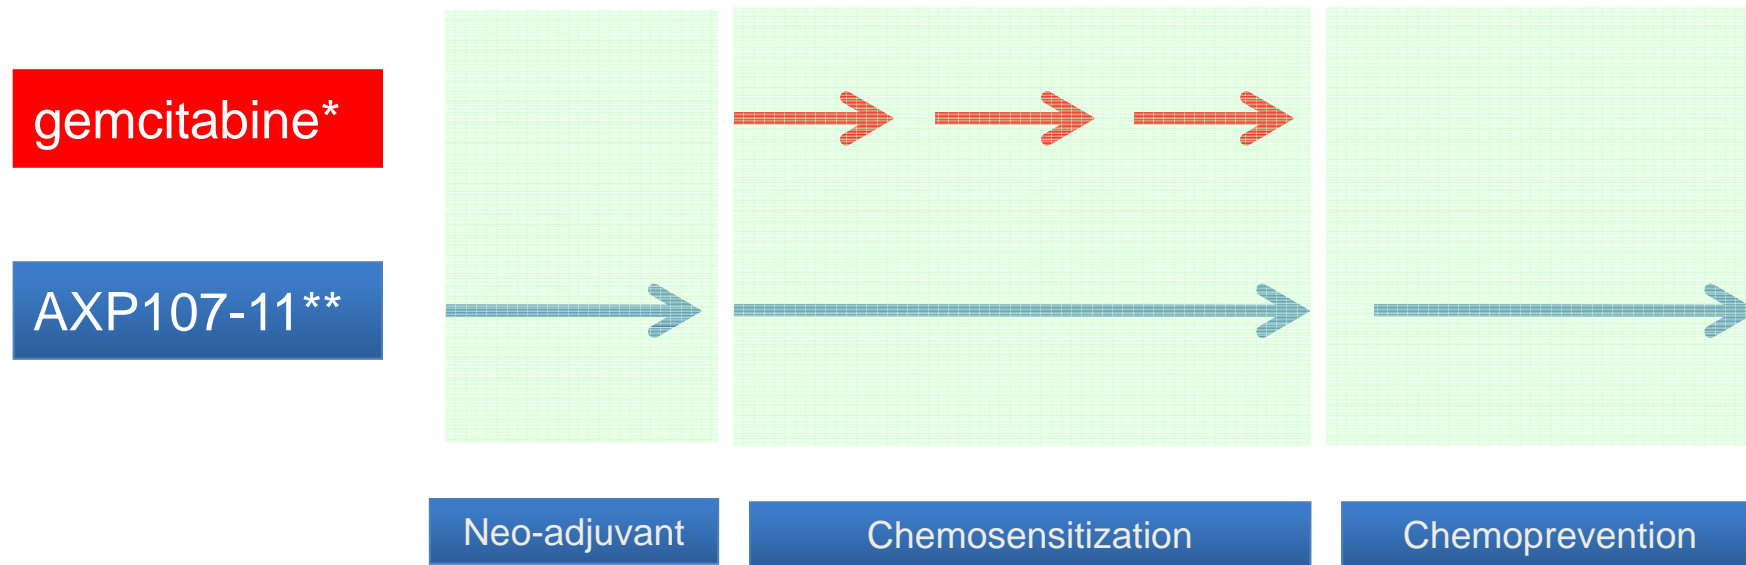 gemcitabine*
AXP107-11**
Neo-adjuvant
Chemosensitization
Chemoprevention